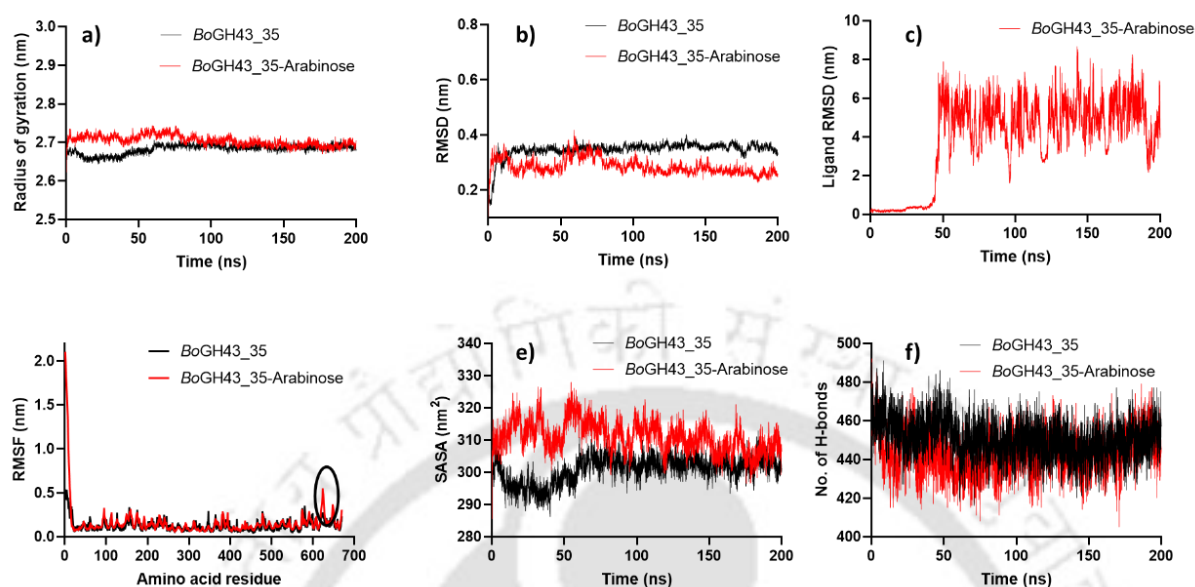 a)
BoGH43_35
BoGH43_35-Arabinose
Radius of gyration (nm)
3.0
2.9
2.8
2.7
2.6
2.5
0
50
100
150
200
Time (ns)
b)
BoGH43_35
BoGH43_35-Arabinose
RMSD (nm)
0.8
0.6
0.4
0.2
0
50
100
150
200
Time (ns)
c)
BoGH43_35-Arabinose
Ligand RMSD (nm)
10
8
6
4
2
0
0
50
100
150
200
Time (ns)
BoGH43_35
BoGH43_35-Arabinose
RMSF (nm)
2.0
1.5
1.0
0.5
0.0
0
100
200
300
400
500
600
700
Amino acid residue
e)
BoGH43_35
BoGH43_35-Arabinose
SASA (nm²)
340
320
300
280
0
50
100
150
200
Time (ns)
f)
BoGH43_35
BoGH43_35-Arabinose
No. of H-bonds
500
480
460
440
420
400
0
50
100
150
200
Time (ns)